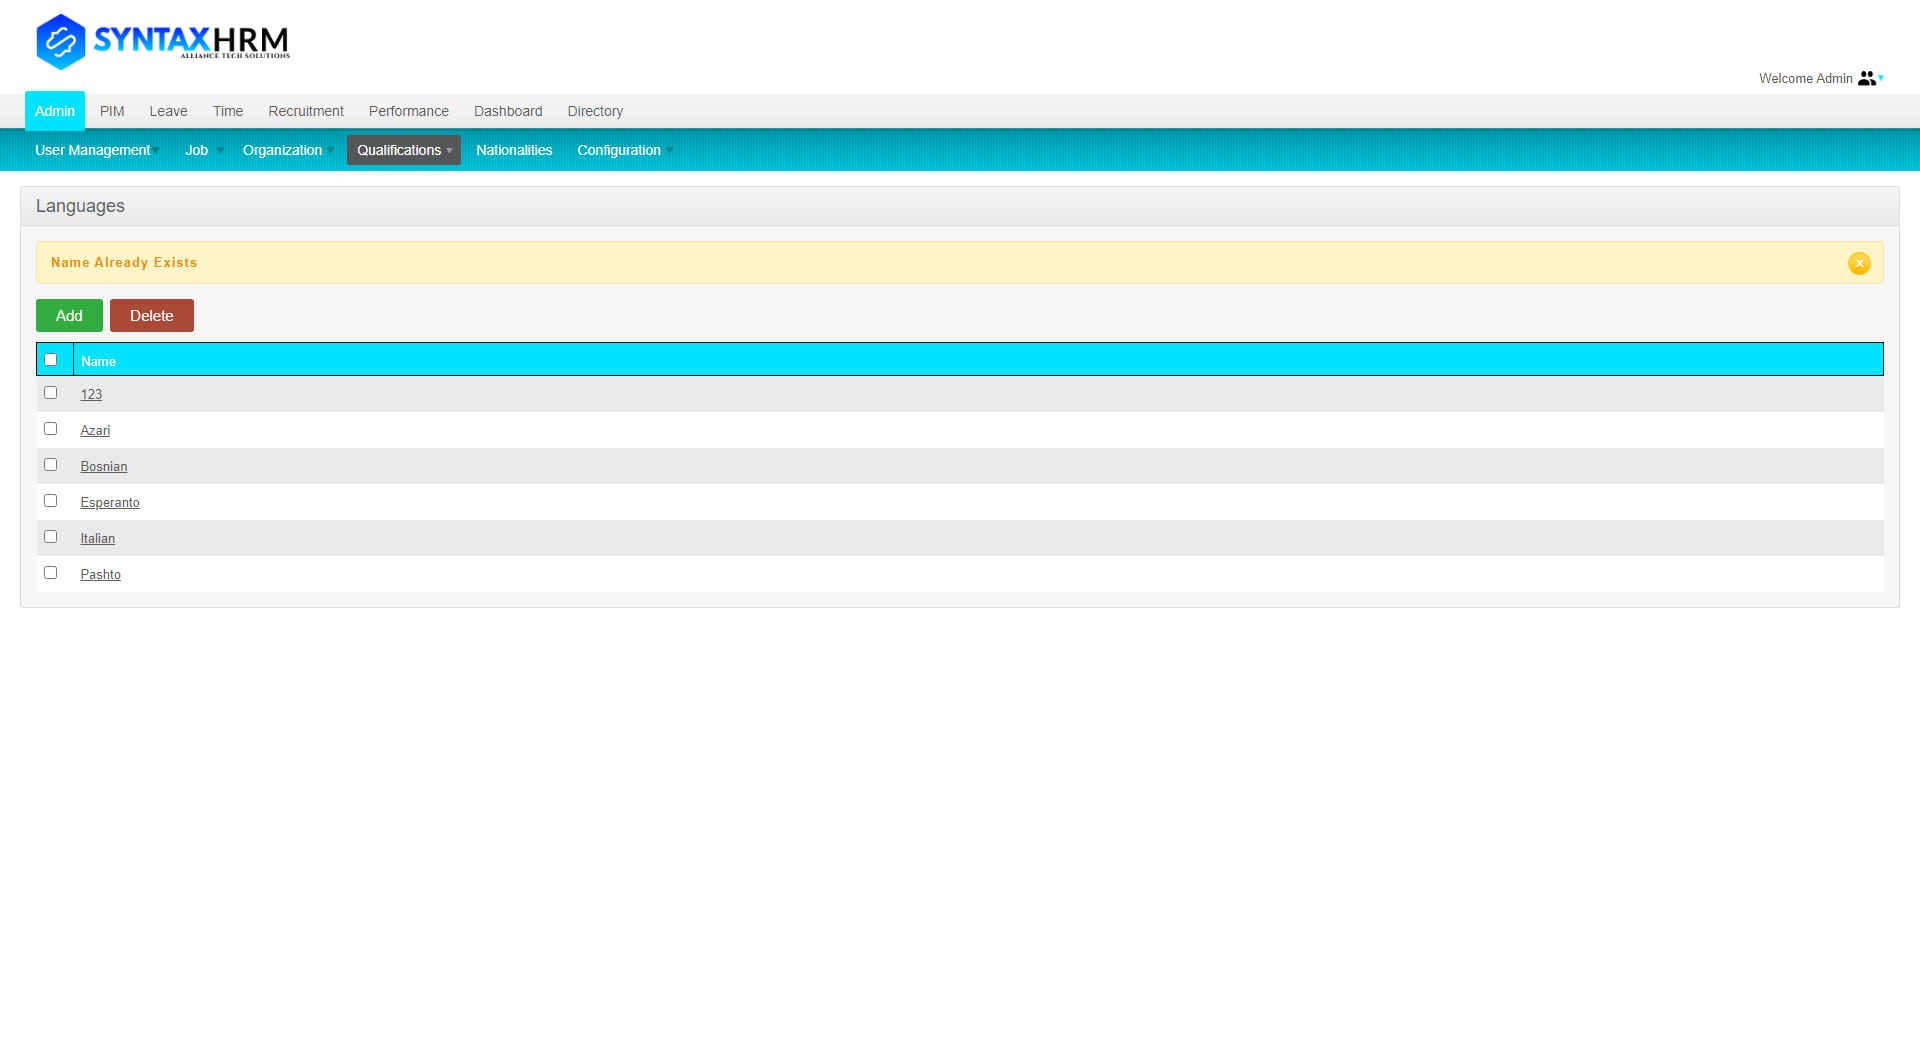 SYNTAXHRM
ALLIANCE TECH SOLUTIONS
Welcome Admin
Admin PIM Leave Time Recruitment Performance Dashboard Directory
User Management Job Organization Qualifications Nationalities Configuration
Languages
Name Already Exists
Add Delete
Name
123
Azari
Bosnian
Esperanto
Italian
Pashto